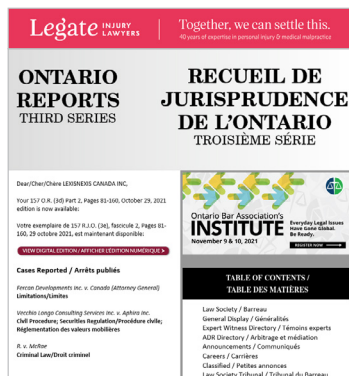 Legate INJURY LAWYERS
Together, we can settle this.
40 years of expertise in personal injury & medical malpractice
ONTARIO
REPORTS
THIRD SERIES
RECUEIL DE
JURISPRUDENCE
DE L'ONTARIO
TROISIÈME SÉRIE
Dear/Cher/Chère LEXISNEXIS CANADA INC,
Your 157 O.R. (3d) Part 2, Pages 81-160, October 29, 2021
edition is now available:
Votre exemplaire de 157 R.J.O. (3e), fascicule 2, Pages 81-
160, 29 octobre 2021, est maintenant disponible:
VIEW DIGITAL EDITION / AFFICHER L'ÉDITION NUMÉRIQUE >
Cases Reported / Arrêts publiés
Fercan Developments Inc. v. Canada (Attorney General)
Limitations/Limites
Vecchio Longo Consulting Services Inc. v. Aphria Inc.
Civil Procedure; Securities Regulation/Procédure civile;
Réglementation des valeurs mobilières
R. v. McRae
Criminal Law/Droit criminel
Ontario Bar Association's
INSTITUTE
November 9 & 10, 2021
Everyday Legal Issues
Have Gone Global.
Be Ready.
REGISTER NOW
TABLE OF CONTENTS /
TABLE DES MATIÈRES
Law Society / Barreau
General Display / Généralités
Expert Witness Directory / Témoins experts
ADR Directory / Arbitrage et médiation
Announcements / Communiqués
Careers / Carrières
Classified / Petites annonces
Law Society Tribunal / Tribunal du Barreau